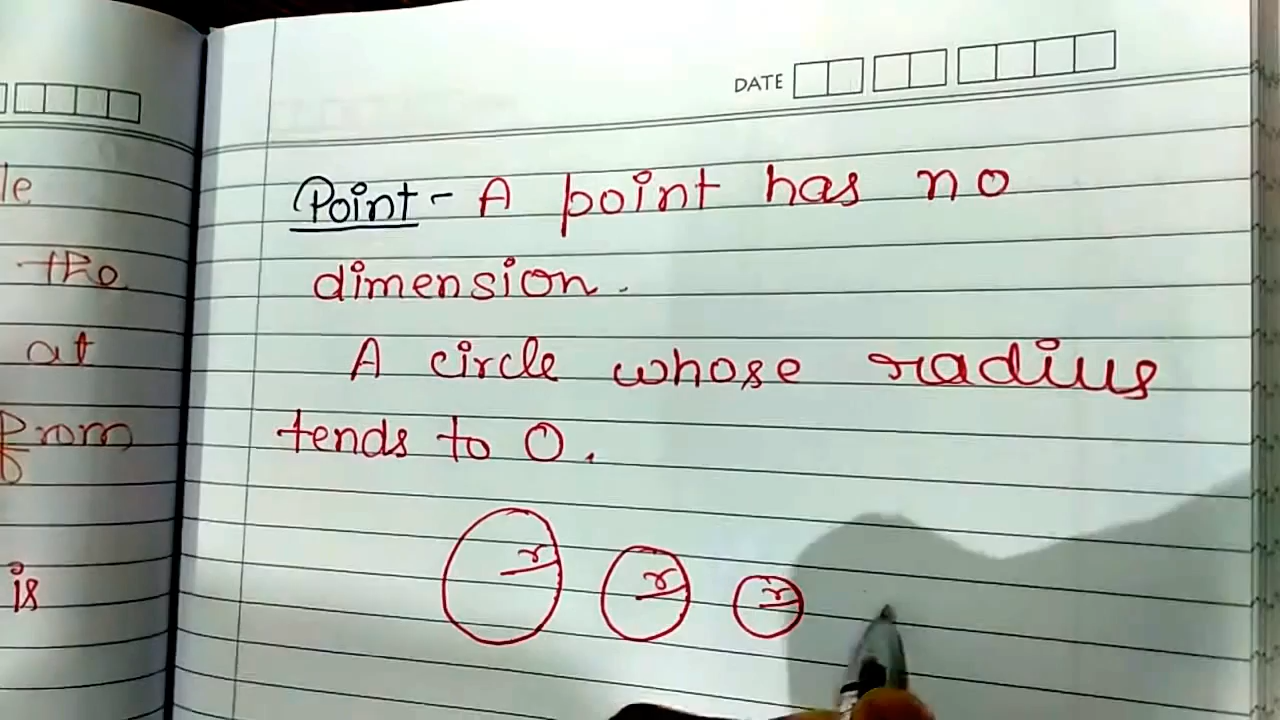 le
the
at
from
is
DATE
Point - A point has no
dimension.
A circle whose radius
tends to 0.
r r r